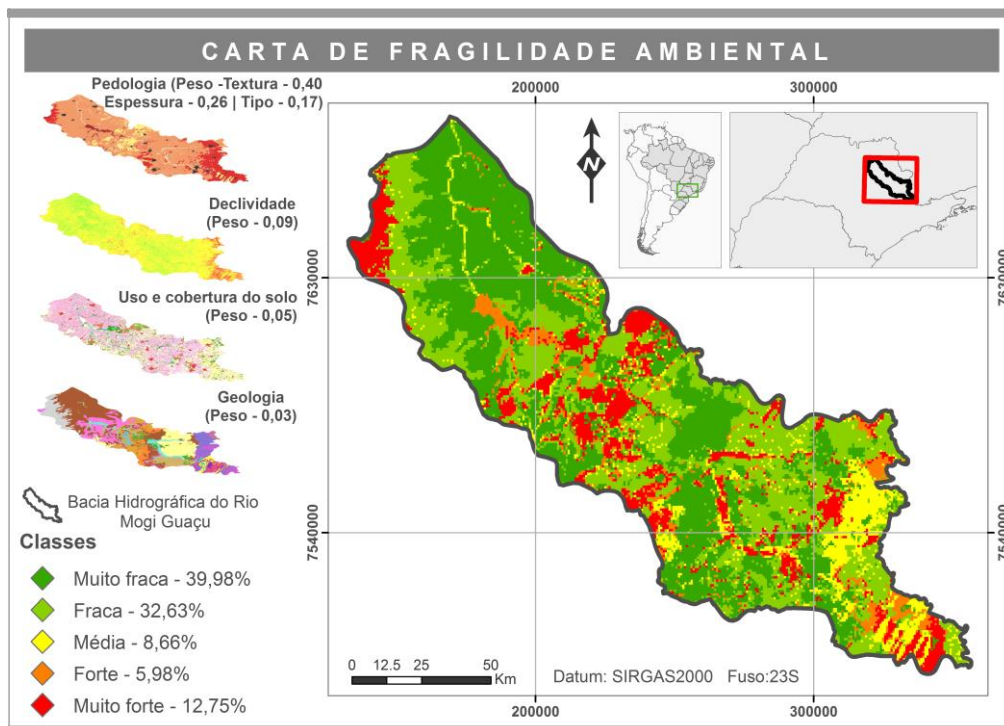 CARTA DE FRAGILIDADE AMBIENTAL
Pedologia (Peso -Textura - 0,40
Espessura - 0,26 | Tipo - 0,17)
Declividade
(Peso - 0,09)
Uso e cobertura do solo
(Peso - 0,05)
Geologia
(Peso - 0,03)
Bacia Hidrográfica do Rio
Mogi Guaçu
Classes
Muito fraca - 39,98%
Fraca - 32,63%
Média - 8,66%
Forte - 5,98%
Muito forte - 12,75%
200000
300000
N
7630000
7630000
7540000
7540000
0 12.5 25 50
Km
Datum: SIRGAS2000 Fuso:23S
200000
300000